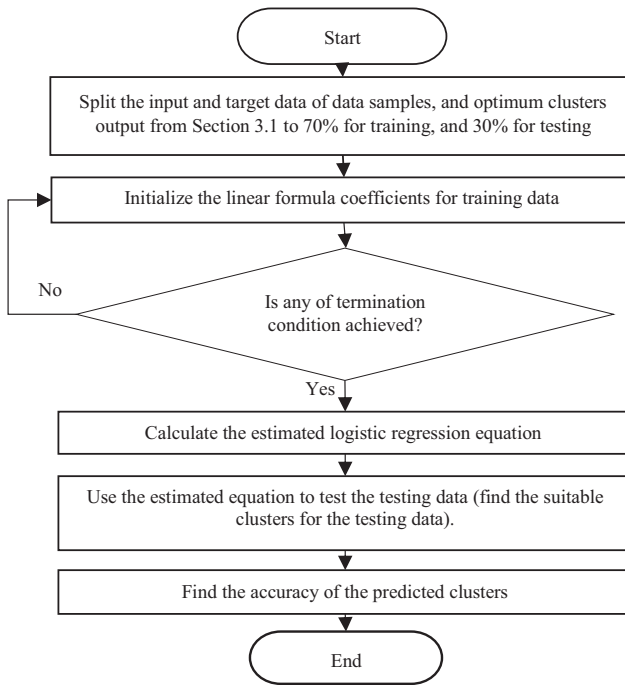 Start
Split the input and target data of data samples, and optimum clusters
output from Section 3.1 to 70% for training, and 30% for testing
Initialize the linear formula coefficients for training data
No
Is any of termination
condition achieved?
Yes
Calculate the estimated logistic regression equation
Use the estimated equation to test the testing data (find the suitable
clusters for the testing data).
Find the accuracy of the predicted clusters
End